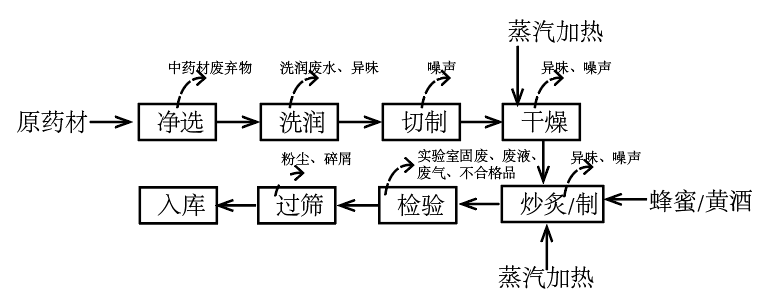 蒸汽加热
中药材废弃物
洗润废水、异味
噪声
异味、噪声
原药材
净选
洗润
切制
干燥
粉尘、碎屑
实验室固废、废液、
废气、不合格品
异味、噪声
入库
过筛
检验
炒炙/制
蜂蜜/黄酒
蒸汽加热